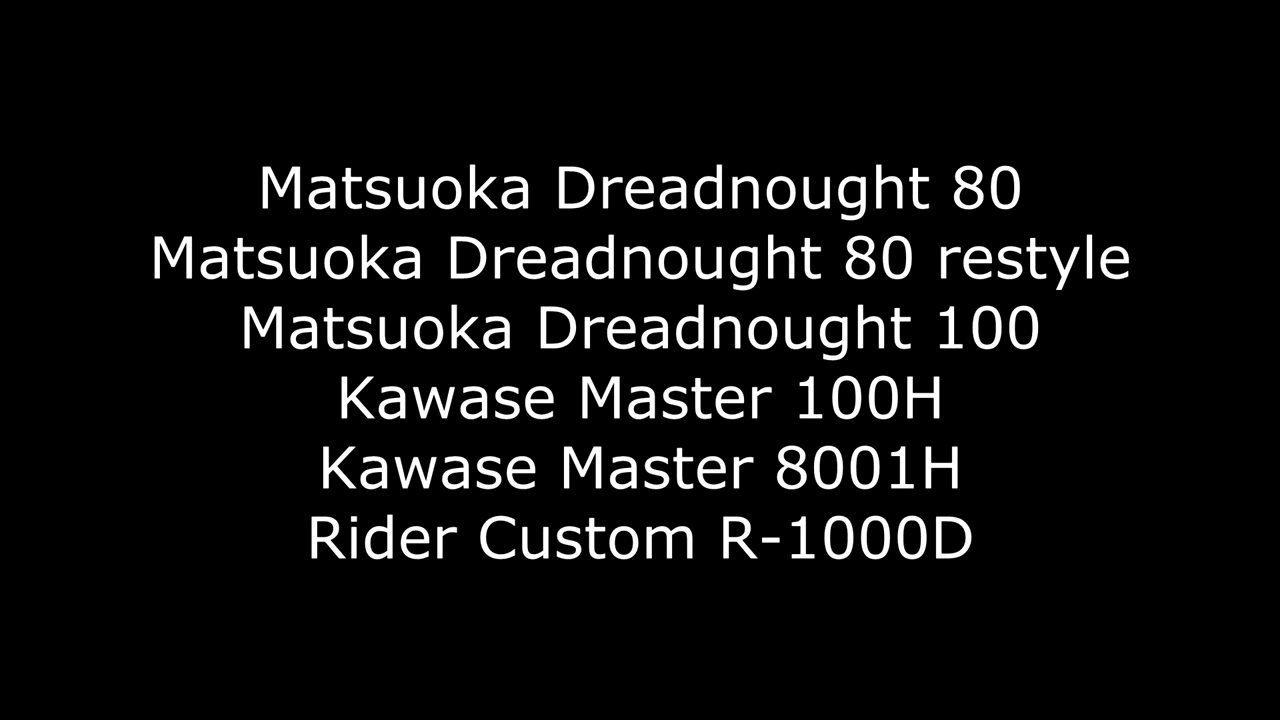 Matsuoka Dreadnought 80
Matsuoka Dreadnought 80 restyle
Matsuoka Dreadnought 100
Kawase Master 100H
Kawase Master 8001H
Rider Custom R-1000D